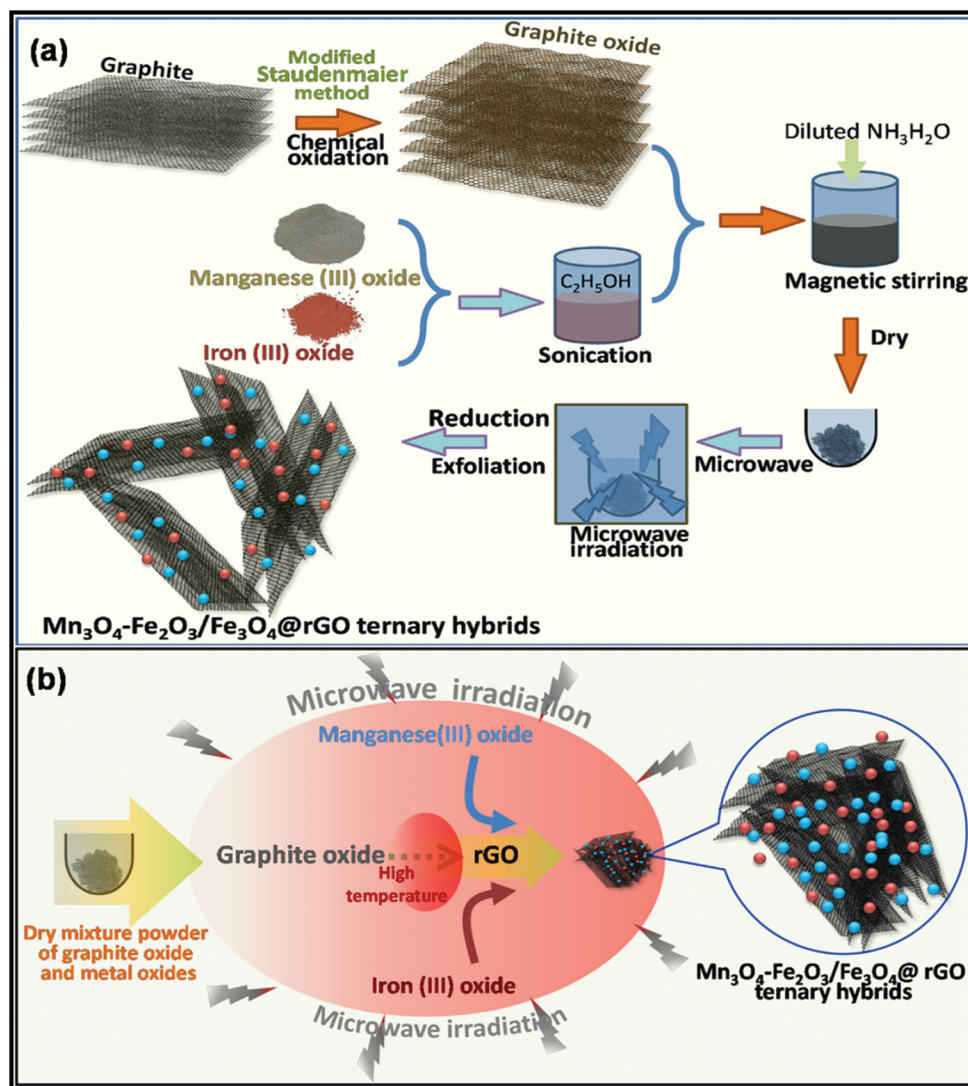 (a)
Graphite
Modified
Staudenmaier
method
Chemical
oxidation
Graphite oxide
Diluted NH₃H₂O
Magnetic stirring
Manganese (III) oxide
Iron (III) oxide
C₂H₅OH
Sonication
Dry
Microwave
Microwave
irradiation
Reduction
Exfoliation
Mn₃O₄-Fe₂O₃/Fe₃O₄@rGO ternary hybrids
(b)
Microwave irradiation
Manganese(III) oxide
Graphite oxide
rGO
High
temperature
Dry mixture powder
of graphite oxide
and metal oxides
Iron (III) oxide
Microwave irradiation
Mn₃O₄-Fe₂O₃/Fe₃O₄@ rGO
ternary hybrids